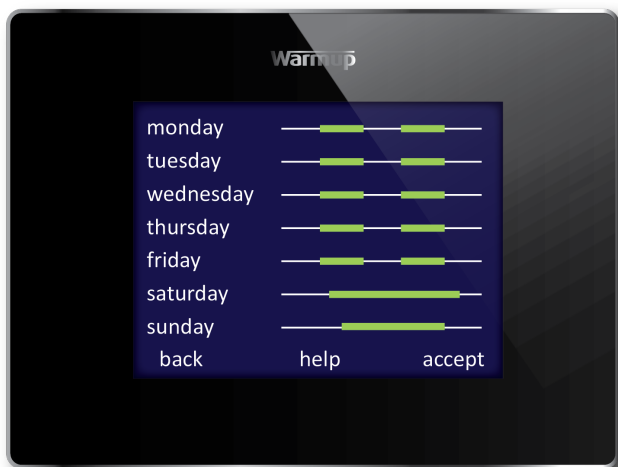 Warmup
monday
tuesday
wednesday
thursday
friday
saturday
sunday
back help accept